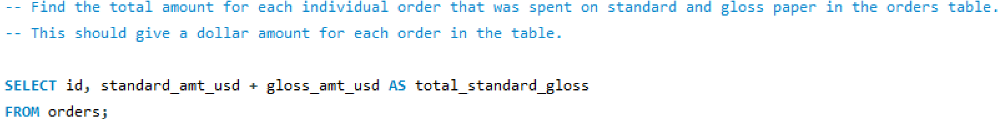 -- Find the total amount for each individual order that was spent on standard and gloss paper in the orders table.
-- This should give a dollar amount for each order in the table.
SELECT id, standard_amt_usd + gloss_amt_usd AS total_standard_gloss
FROM orders;